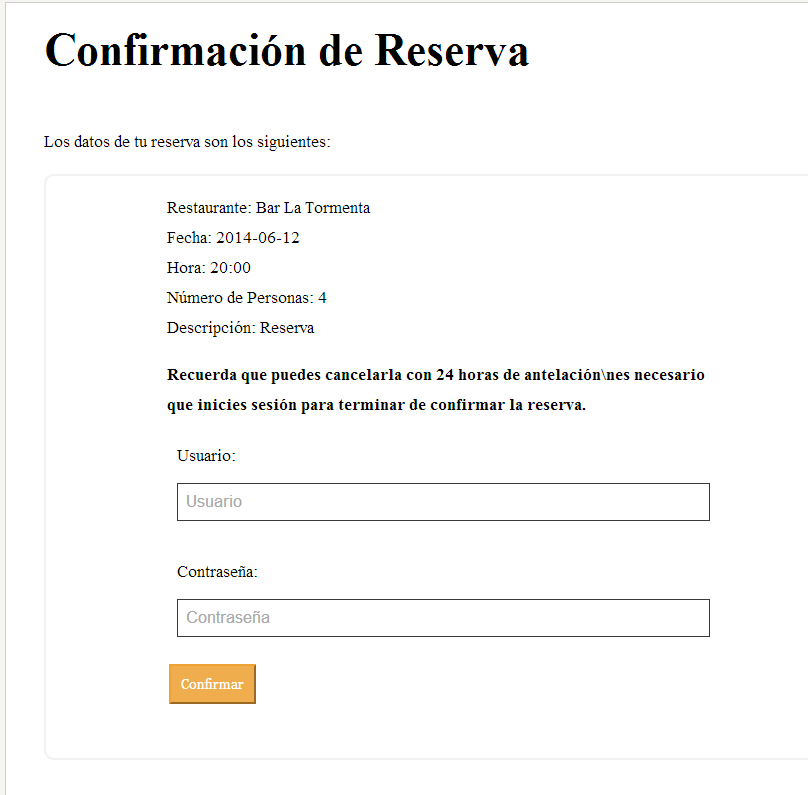 Confirmación de Reserva
Los datos de tu reserva son los siguientes:
Restaurante: Bar La Tormenta
Fecha: 2014-06-12
Hora: 20:00
Número de Personas: 4
Descripción: Reserva
Recuerda que puedes cancelarla con 24 horas de antelación\nes necesario
que inicies sesión para terminar de confirmar la reserva.
Usuario:
Usuario
Contraseña:
Contraseña
Confirmar